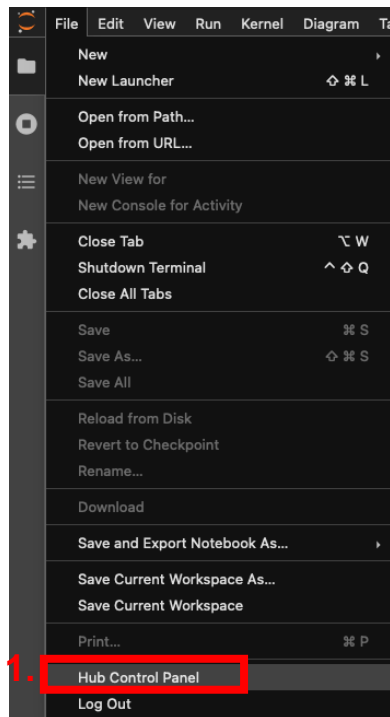 File Edit View Run Kernel Diagram
New
New Launcher ⇧ ⌘ L
Open from Path...
Open from URL...
New View for
New Console for Activity
Close Tab ⌥ W
Shutdown Terminal ^ ⇧ Q
Close All Tabs
Save ⌘ S
Save As... ⇧ ⌘ S
Save All
Reload from Disk
Revert to Checkpoint
Rename...
Download
Save and Export Notebook As...
Save Current Workspace As...
Save Current Workspace
Print... ⌘ P
1. Hub Control Panel
Log Out